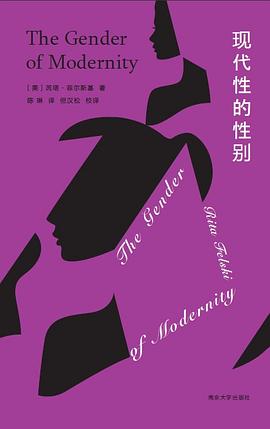 The Gender
of Modernity
现代性的性别
[美] 芮塔·菲尔斯基 著
陈 琳 译 但汉松 校译
The Gender
Rita Felski
of Modernity
南京大学出版社